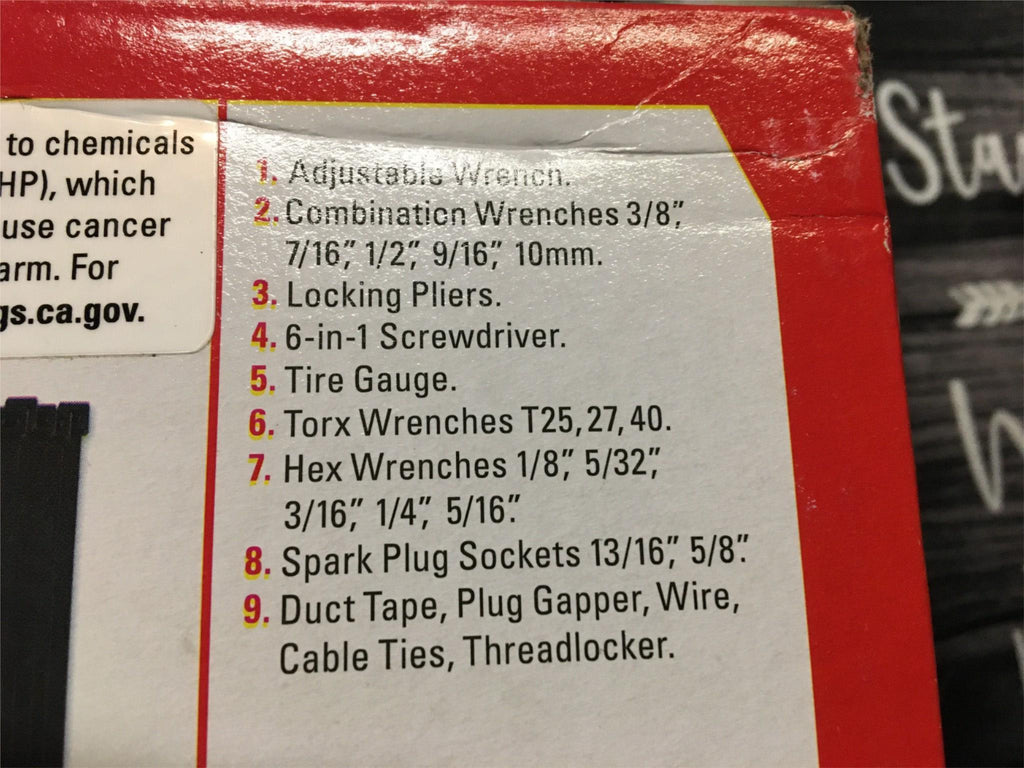 to chemicals
HP), which
use cancer
arm. For
gs.ca.gov.
1. Adjustable Wrench.
2. Combination Wrenches 3/8",
7/16", 1/2", 9/16", 10mm.
3. Locking Pliers.
4. 6-in-1 Screwdriver.
5. Tire Gauge.
6. Torx Wrenches T25, 27, 40.
7. Hex Wrenches 1/8", 5/32",
3/16", 1/4", 5/16".
8. Spark Plug Sockets 13/16", 5/8".
9. Duct Tape, Plug Gapper, Wire,
Cable Ties, Threadlocker.
Sta